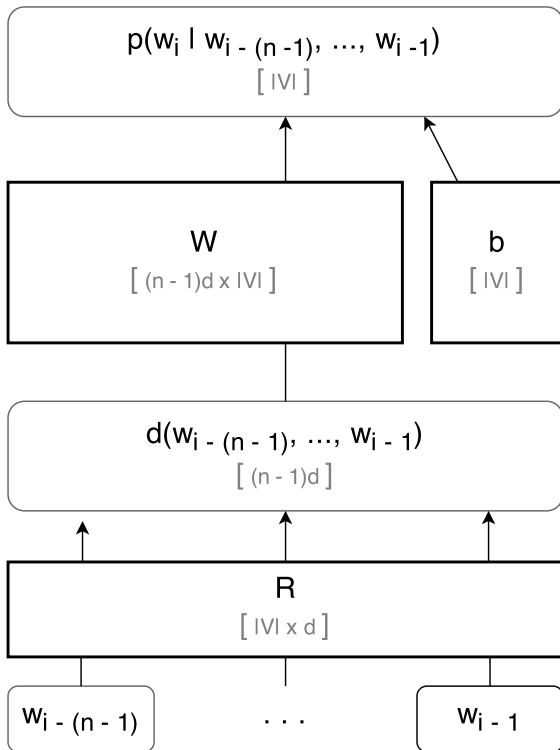 p(wᵢ | wᵢ₋₍ₙ₋₁₎, ..., wᵢ₋₁)
[ |V| ]
W
[ (n - 1)d x |V| ]
b
[ |V| ]
d(wᵢ₋₍ₙ₋₁₎, ..., wᵢ₋₁)
[ (n - 1)d ]
R
[ |V| x d ]
wᵢ₋₍ₙ₋₁₎
. . .
wᵢ₋₁